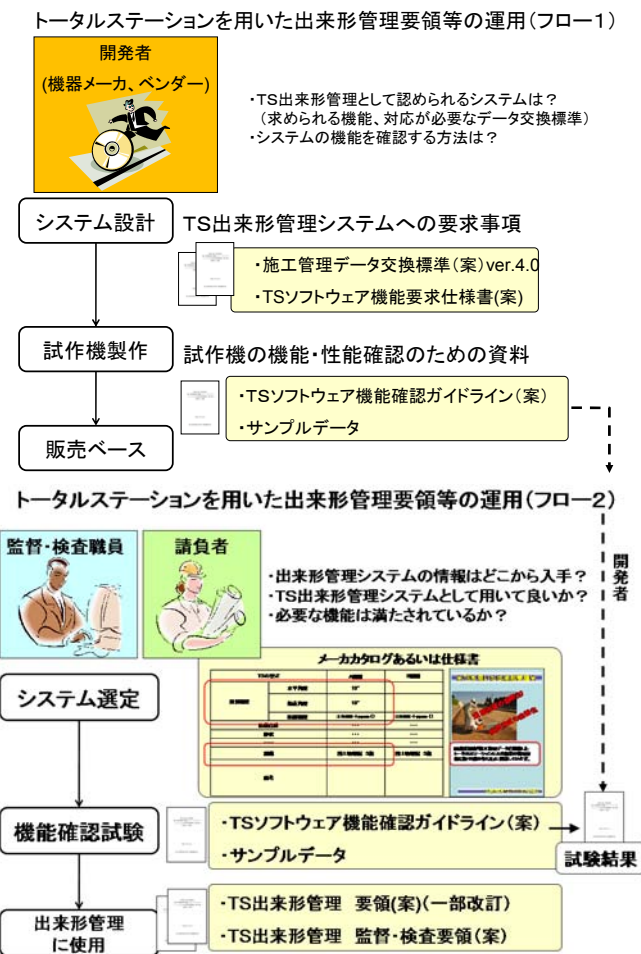 トータルステーションを用いた出来形管理要領等の運用(フロー1)
開発者
(機器メーカ、ベンダー)
・TS出来形管理として認められるシステムは?
(求められる機能、対応が必要なデータ交換標準)
・システムの機能を確認する方法は?
システム設計
TS出来形管理システムへの要求事項
・施工管理データ交換標準(案)ver.4.0
・TSソフトウェア機能要求仕様書(案)
試作機製作
試作機の機能・性能確認のための資料
・TSソフトウェア機能確認ガイドライン(案)
・サンプルデータ
販売ベース
トータルステーションを用いた出来形管理要領等の運用(フロー2)
監督・検査職員
請負者
開発者
・出来形管理システムの情報はどこから入手?
・TS出来形管理システムとして用いて良いか?
・必要な機能は満たされているか?
メーカカタログあるいは仕様書
システム選定
機能確認試験
・TSソフトウェア機能確認ガイドライン(案)
・サンプルデータ
試験結果
出来形管理
に使用
・TS出来形管理 要領(案)(一部改訂)
・TS出来形管理 監督・検査要領(案)